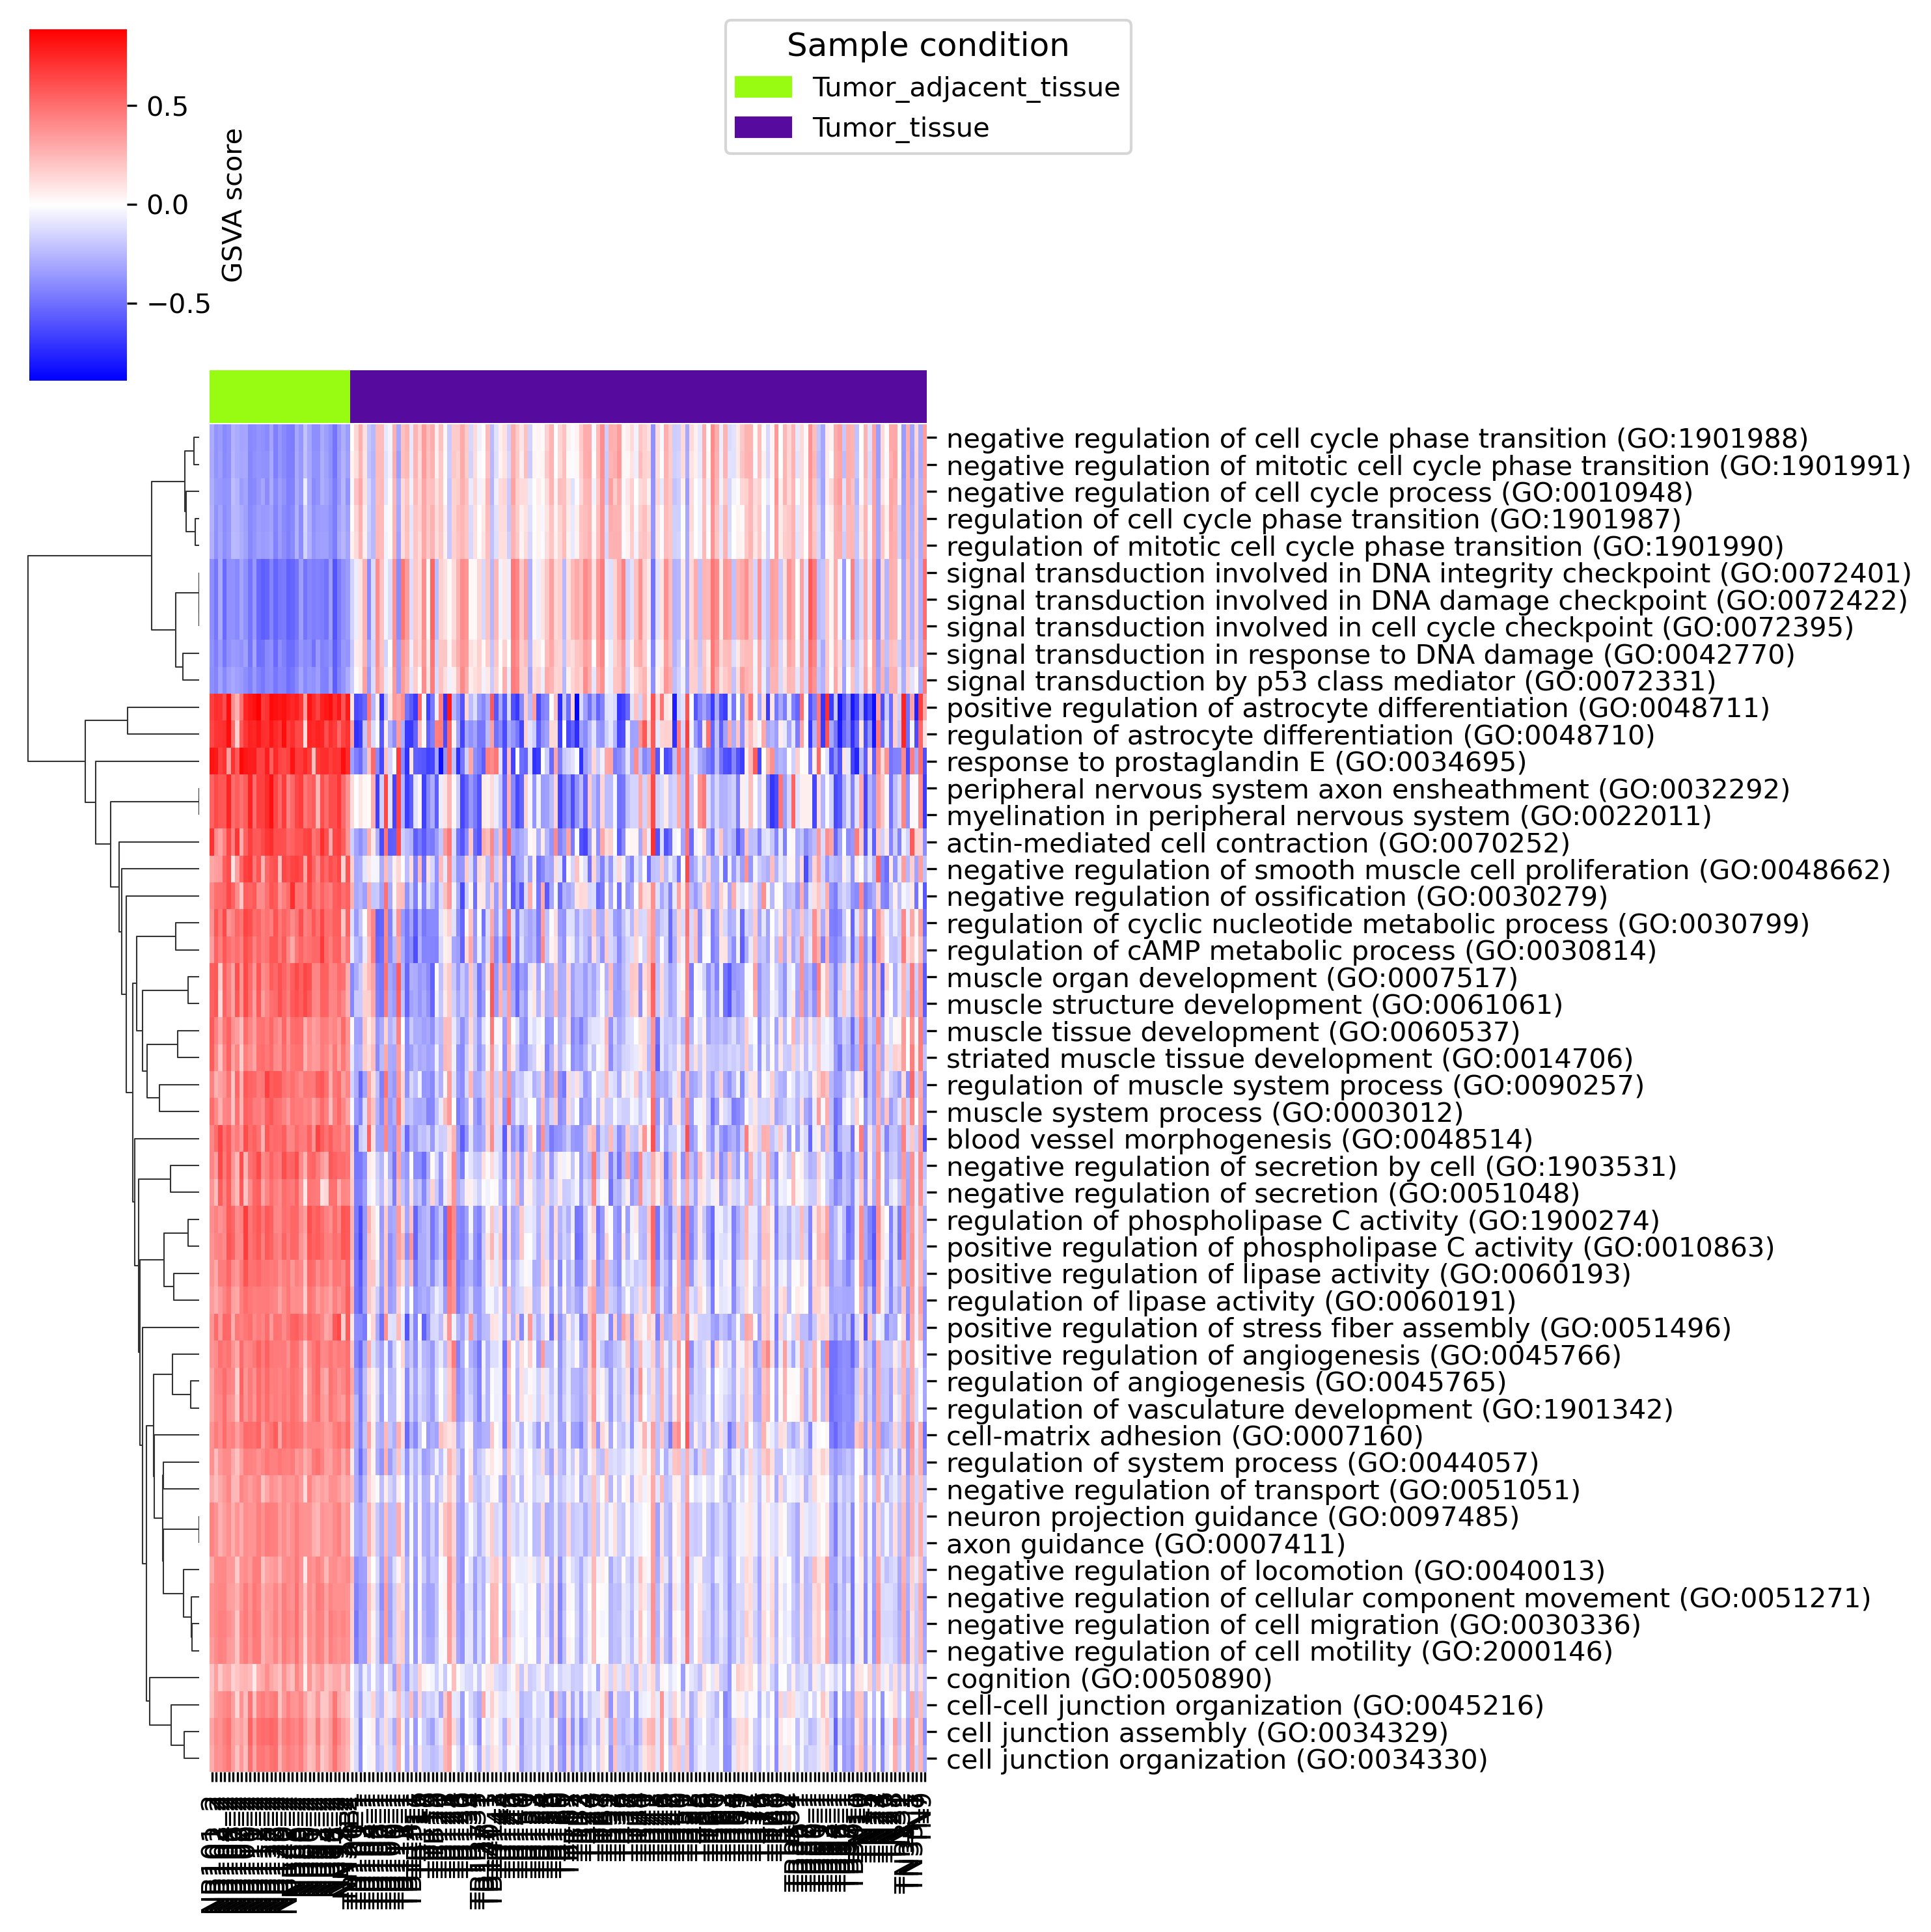 Sample condition
Tumor_adjacent_tissue
Tumor_tissue
0.5
0.0
−0.5
GSVA score
negative regulation of cell cycle phase transition (GO:1901988)
negative regulation of mitotic cell cycle phase transition (GO:1901991)
negative regulation of cell cycle process (GO:0010948)
regulation of cell cycle phase transition (GO:1901987)
regulation of mitotic cell cycle phase transition (GO:1901990)
signal transduction involved in DNA integrity checkpoint (GO:0072401)
signal transduction involved in DNA damage checkpoint (GO:0072422)
signal transduction involved in cell cycle checkpoint (GO:0072395)
signal transduction in response to DNA damage (GO:0042770)
signal transduction by p53 class mediator (GO:0072331)
positive regulation of astrocyte differentiation (GO:0048711)
regulation of astrocyte differentiation (GO:0048710)
response to prostaglandin E (GO:0034695)
peripheral nervous system axon ensheathment (GO:0032292)
myelination in peripheral nervous system (GO:0022011)
actin-mediated cell contraction (GO:0070252)
negative regulation of smooth muscle cell proliferation (GO:0048662)
negative regulation of ossification (GO:0030279)
regulation of cyclic nucleotide metabolic process (GO:0030799)
regulation of cAMP metabolic process (GO:0030814)
muscle organ development (GO:0007517)
muscle structure development (GO:0061061)
muscle tissue development (GO:0060537)
striated muscle tissue development (GO:0014706)
regulation of muscle system process (GO:0090257)
muscle system process (GO:0003012)
blood vessel morphogenesis (GO:0048514)
negative regulation of secretion by cell (GO:1903531)
negative regulation of secretion (GO:0051048)
regulation of phospholipase C activity (GO:1900274)
positive regulation of phospholipase C activity (GO:0010863)
positive regulation of lipase activity (GO:0060193)
regulation of lipase activity (GO:0060191)
positive regulation of stress fiber assembly (GO:0051496)
positive regulation of angiogenesis (GO:0045766)
regulation of angiogenesis (GO:0045765)
regulation of vasculature development (GO:1901342)
cell-matrix adhesion (GO:0007160)
regulation of system process (GO:0044057)
negative regulation of transport (GO:0051051)
neuron projection guidance (GO:0097485)
axon guidance (GO:0007411)
negative regulation of locomotion (GO:0040013)
negative regulation of cellular component movement (GO:0051271)
negative regulation of cell migration (GO:0030336)
negative regulation of cell motility (GO:2000146)
cognition (GO:0050890)
cell-cell junction organization (GO:0045216)
cell junction assembly (GO:0034329)
cell junction organization (GO:0034330)